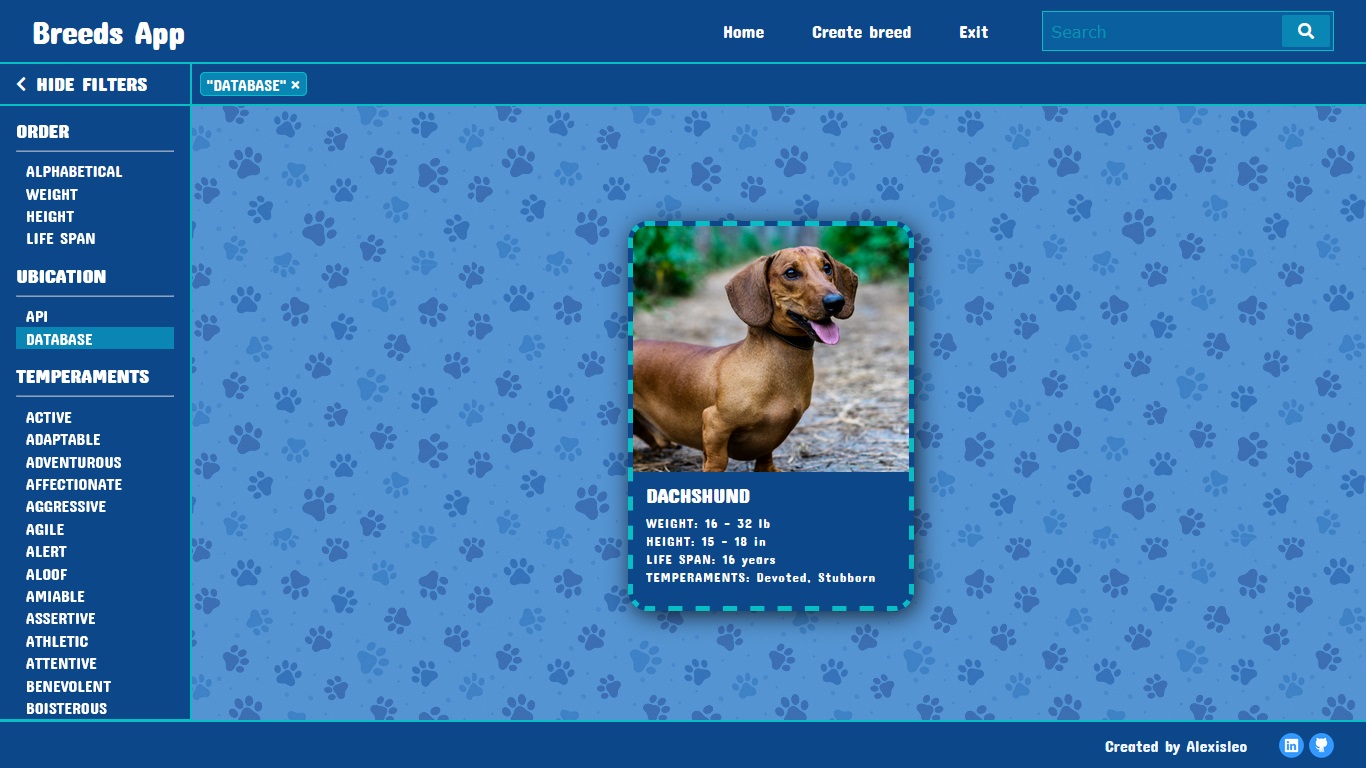 Breeds App
Home
Create breed
Exit
Search
HIDE FILTERS
"DATABASE" ×
ORDER
ALPHABETICAL
WEIGHT
HEIGHT
LIFE SPAN
UBICATION
API
DATABASE
TEMPERAMENTS
ACTIVE
ADAPTABLE
ADVENTUROUS
AFFECTIONATE
AGGRESSIVE
AGILE
ALERT
ALOOF
AMIABLE
ASSERTIVE
ATHLETIC
ATTENTIVE
BENEVOLENT
BOISTEROUS
DACHSHUND
WEIGHT: 16 - 32 lb
HEIGHT: 15 - 18 in
LIFE SPAN: 16 years
TEMPERAMENTS: Devoted, Stubborn
Created by Alexisleo
in